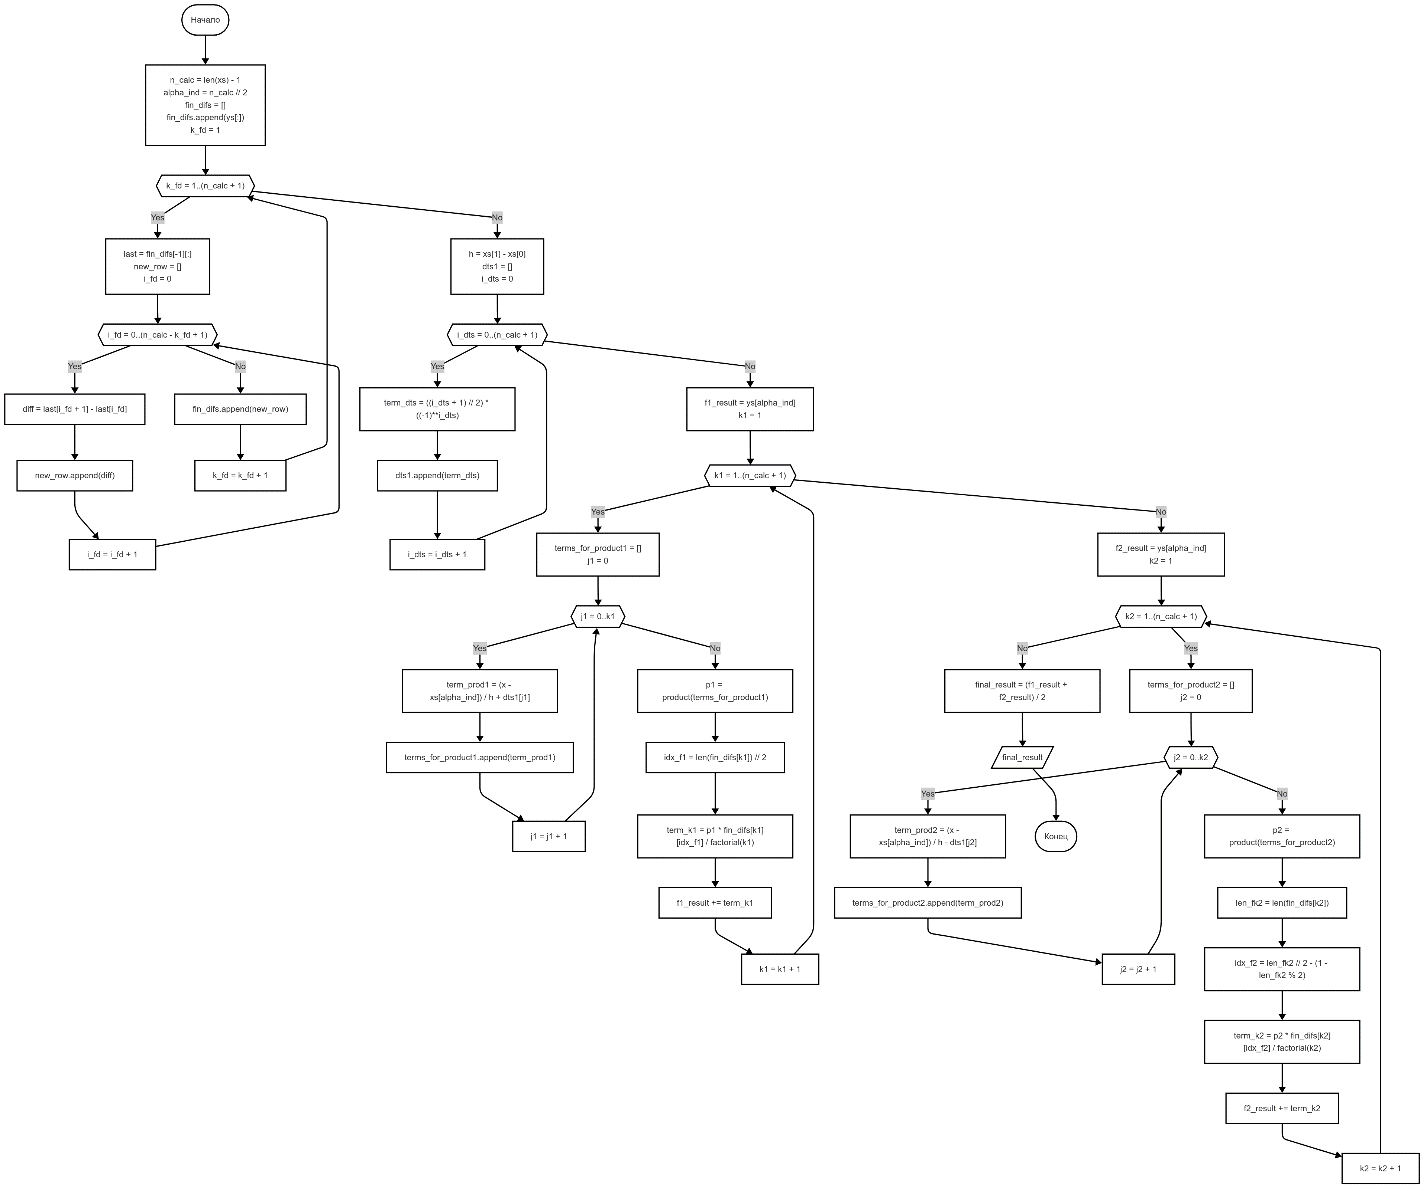 Начало
n_calc = len(xs) - 1
alpha_ind = n_calc // 2
fin_difs = []
fin_difs.append(ys[:])
k_fd = 1
k_fd = 1..(n_calc + 1)
Yes
No
last = fin_difs[-1][:]
new_row = []
i_fd = 0
h = xs[1] - xs[0]
dts1 = []
i_dts = 0
i_fd = 0..(n_calc - k_fd + 1)
i_dts = 0..(n_calc + 1)
Yes
No
Yes
No
diff = last[i_fd + 1] - last[i_fd]
fin_difs.append(new_row)
term_dts = ((i_dts + 1) // 2) *
((-1)**i_dts)
f1_result = ys[alpha_ind]
k1 = 1
new_row.append(diff)
k_fd = k_fd + 1
dts1.append(term_dts)
k1 = 1..(n_calc + 1)
Yes
No
i_fd = i_fd + 1
i_dts = i_dts + 1
terms_for_product1 = []
j1 = 0
f2_result = ys[alpha_ind]
k2 = 1
j1 = 0..k1
k2 = 1..(n_calc + 1)
Yes
No
No
Yes
term_prod1 = (x -
xs[alpha_ind]) / h + dts1[j1]
p1 =
product(terms_for_product1)
final_result = (f1_result +
f2_result) / 2
terms_for_product2 = []
j2 = 0
terms_for_product1.append(term_prod1)
idx_f1 = len(fin_difs[k1]) // 2
final_result
j2 = 0..k2
Yes
No
j1 = j1 + 1
term_k1 = p1 * fin_difs[k1]
[idx_f1] / factorial(k1)
term_prod2 = (x -
xs[alpha_ind]) / h - dts1[j2]
Конец
p2 =
product(terms_for_product2)
f1_result += term_k1
terms_for_product2.append(term_prod2)
len_fk2 = len(fin_difs[k2])
k1 = k1 + 1
j2 = j2 + 1
idx_f2 = len_fk2 // 2 - (1 -
len_fk2 % 2)
term_k2 = p2 * fin_difs[k2]
[idx_f2] / factorial(k2)
f2_result += term_k2
k2 = k2 + 1